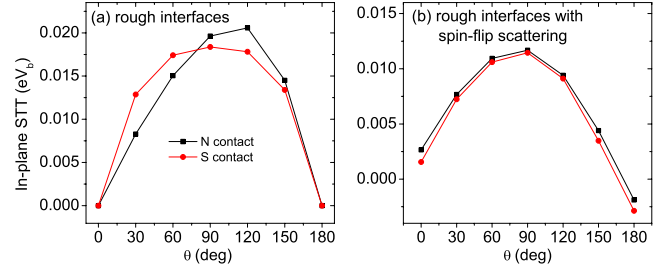 (a) rough interfaces
In-plane STT (eV_b)
0.020
0.015
0.010
0.005
0.000
N contact
S contact
0 30 60 90 120 150 180
θ (deg)
(b) rough interfaces with
spin-flip scattering
0.015
0.010
0.005
0.000
0 30 60 90 120 150 180
θ (deg)